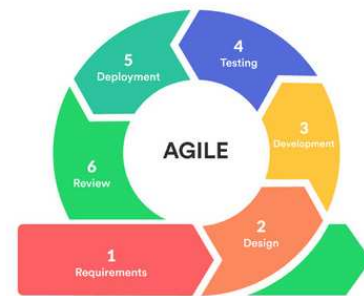 AGILE
1
Requirements
2
Design
3
Development
4
Testing
5
Deployment
6
Review